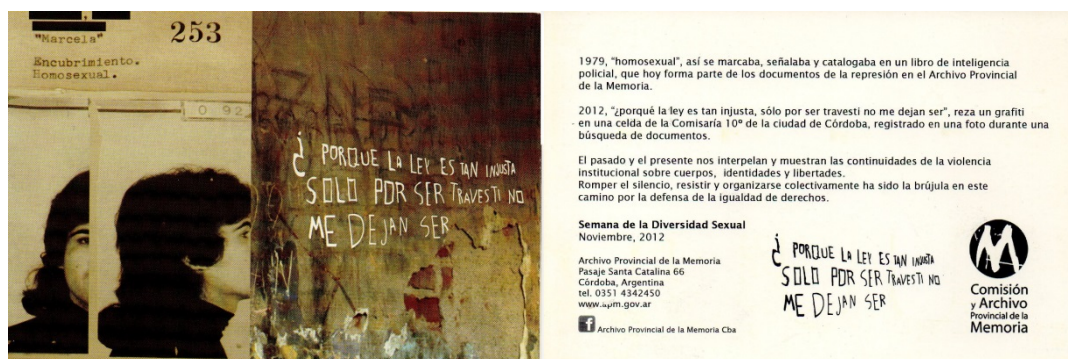 "Marcela"
253
Encubrimiento.
Homosexual.
0 92
¿ PORQUE LA LEY ES TAN INJUSTA
SOLO POR SER TRAVESTI NO
ME DEJAN SER
1979, "homosexual", así se marcaba, señalaba y catalogaba en un libro de inteligencia
policial, que hoy forma parte de los documentos de la represión en el Archivo Provincial
de la Memoria.
2012, "¿porqué la ley es tan injusta, sólo por ser travesti no me dejan ser", reza un grafiti
en una celda de la Comisaría 10º de la ciudad de Córdoba, registrado en una foto durante una
búsqueda de documentos.
El pasado y el presente nos interpelan y muestran las continuidades de la violencia
institucional sobre cuerpos, identidades y libertades.
Romper el silencio, resistir y organizarse colectivamente ha sido la brújula en este
camino por la defensa de la igualdad de derechos.
Semana de la Diversidad Sexual
Noviembre, 2012
Archivo Provincial de la Memoria
Pasaje Santa Catalina 66
Córdoba, Argentina
tel. 0351 4342450
www.apm.gov.ar
f Archivo Provincial de la Memoria Cba
¿ PORQUE LA LEY ES TAN INJUSTA
SOLO POR SER TRAVESTI NO
ME DEJAN SER
M
Comisión
y Archivo
Provincial de la
Memoria